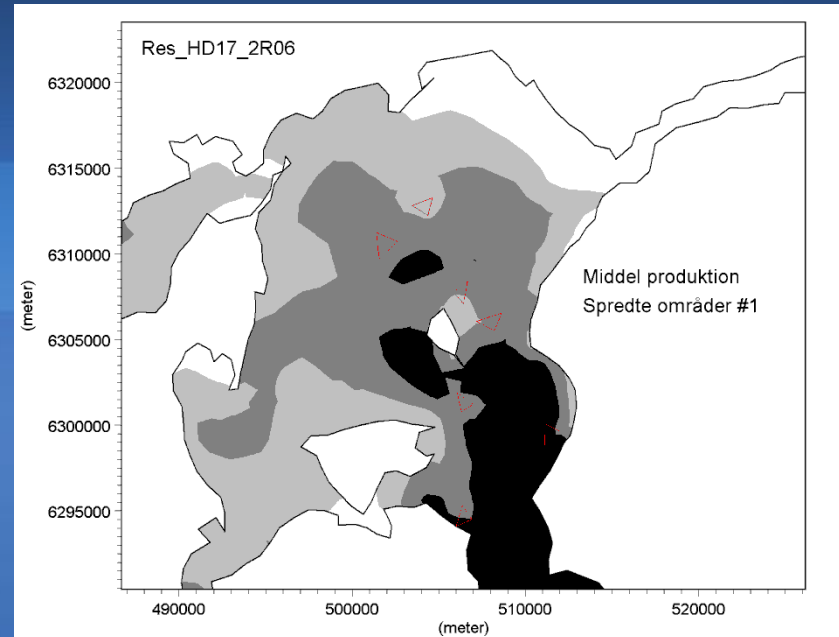 Res_HD17_2R06
6320000
6315000
6310000
(meter)
6305000
6300000
6295000
Middel produktion
Spredte områder #1
490000 500000 510000 520000
(meter)